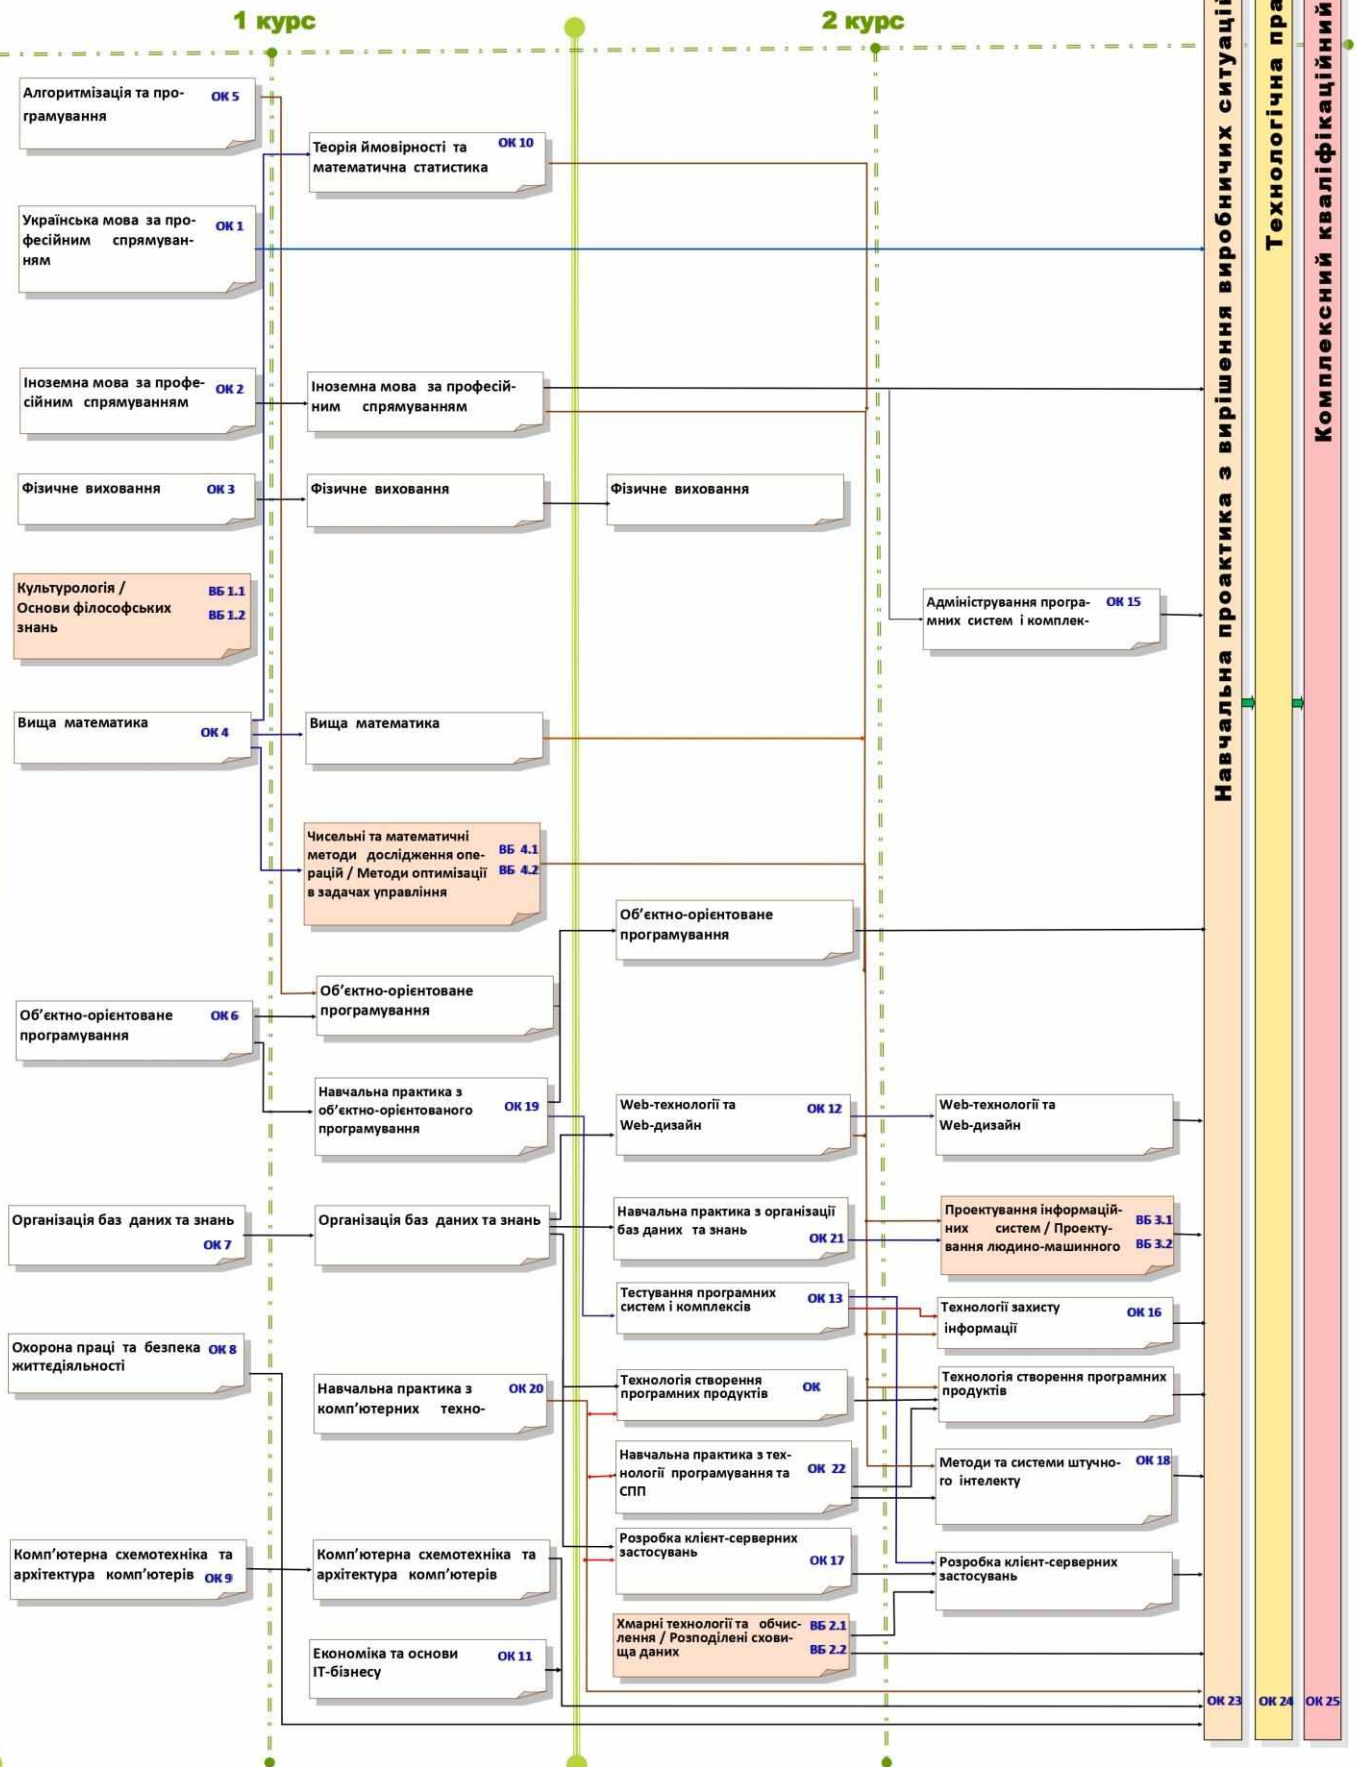 1 курс
2 курс
Алгоритмізація та про-
грамування
ОК 5
Українська мова за про-
фесійним спрямуван-
ням
ОК 1
Іноземна мова за профе-
сійним спрямуванням
ОК 2
Фізичне виховання
ОК 3
Культурологія /
Основи філософських
знань
ВБ 1.1
ВБ 1.2
Вища математика
ОК 4
Об'єктно-орієнтоване
програмування
ОК 6
Організація баз даних та знань
ОК 7
Охорона праці та безпека
життєдіяльності
ОК 8
Комп'ютерна схемотехніка та
архітектура комп'ютерів
ОК 9
Теорія ймовірності та
математична статистика
ОК 10
Іноземна мова за професій-
ним спрямуванням
Фізичне виховання
Вища математика
Чисельні та математичні
методи дослідження опе-
рацій / Методи оптимізації
в задачах управління
ВБ 4.1
ВБ 4.2
Об'єктно-орієнтоване
програмування
Навчальна практика з
об'єктно-орієнтованого
програмування
ОК 19
Організація баз даних та знань
Навчальна практика з
комп'ютерних техно-
ОК 20
Комп'ютерна схемотехніка та
архітектура комп'ютерів
Економіка та основи
ІТ-бізнесу
ОК 11
Фізичне виховання
Об'єктно-орієнтоване
програмування
Web-технології та
Web-дизайн
ОК 12
Навчальна практика з організації
баз даних та знань
ОК 21
Тестування програмних
систем і комплексів
ОК 13
Технологія створення
програмних продуктів
ОК
Навчальна практика з тех-
нології програмування та
СПП
ОК 22
Розробка клієнт-серверних
застосувань
ОК 17
Хмарні технології та обчис-
лення / Розподілені схови-
ща даних
ВБ 2.1
ВБ 2.2
Адміністрування програ-
мних систем і комплек-
ОК 15
Web-технології та
Web-дизайн
Проектування інформацій-
них систем / Проекту-
вання людино-машинного
ВБ 3.1
ВБ 3.2
Технології захисту
інформації
ОК 16
Технологія створення програмних
продуктів
Методи та системи штучно-
го інтелекту
ОК 18
Розробка клієнт-серверних
застосувань
Навчальна проактика з вирішення виробничих ситуацій
ОК 23
Технологічна пра
ОК 24
Комплексний кваліфікаційний
ОК 25